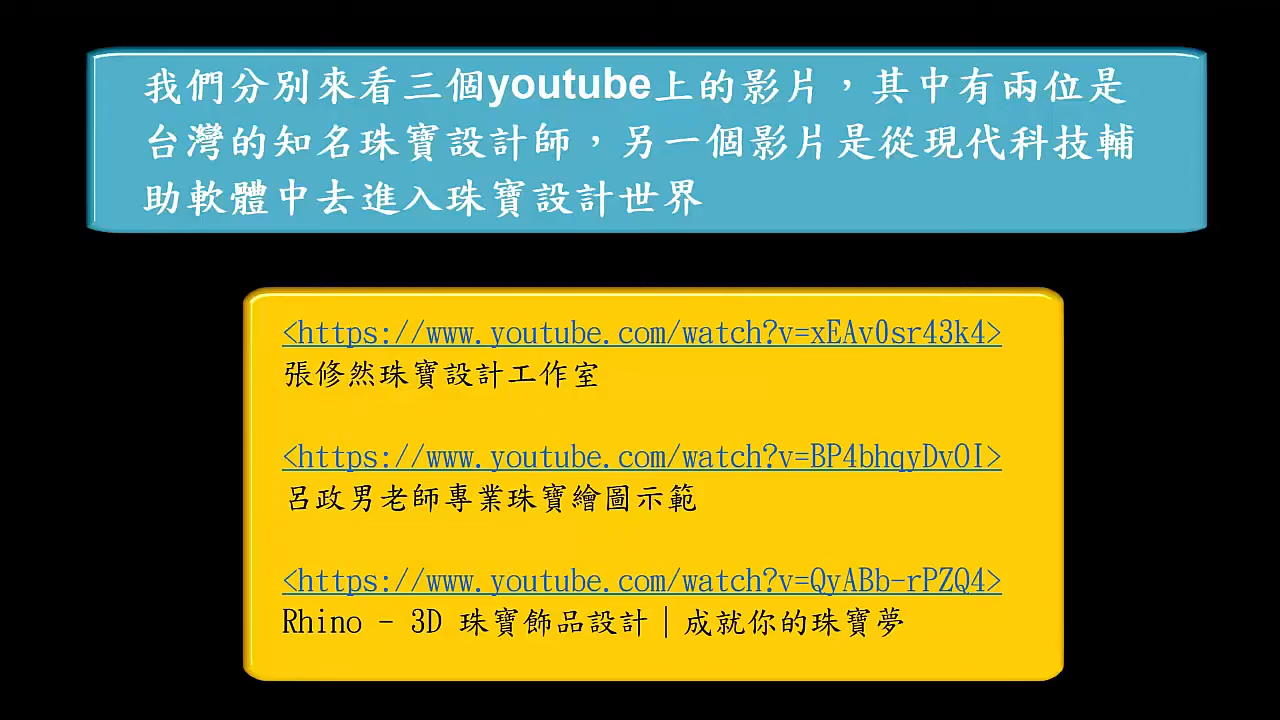 我們分別來看三個youtube上的影片，其中有兩位是
台灣的知名珠寶設計師，另一個影片是從現代科技輔
助軟體中去進入珠寶設計世界
<https://www.youtube.com/watch?v=xEAv0sr43k4>
張修然珠寶設計工作室
<https://www.youtube.com/watch?v=BP4bhqyDvOI>
呂政男老師專業珠寶繪圖示範
<https://www.youtube.com/watch?v=QyABb-rPZQ4>
Rhino - 3D 珠寶飾品設計│成就你的珠寶夢